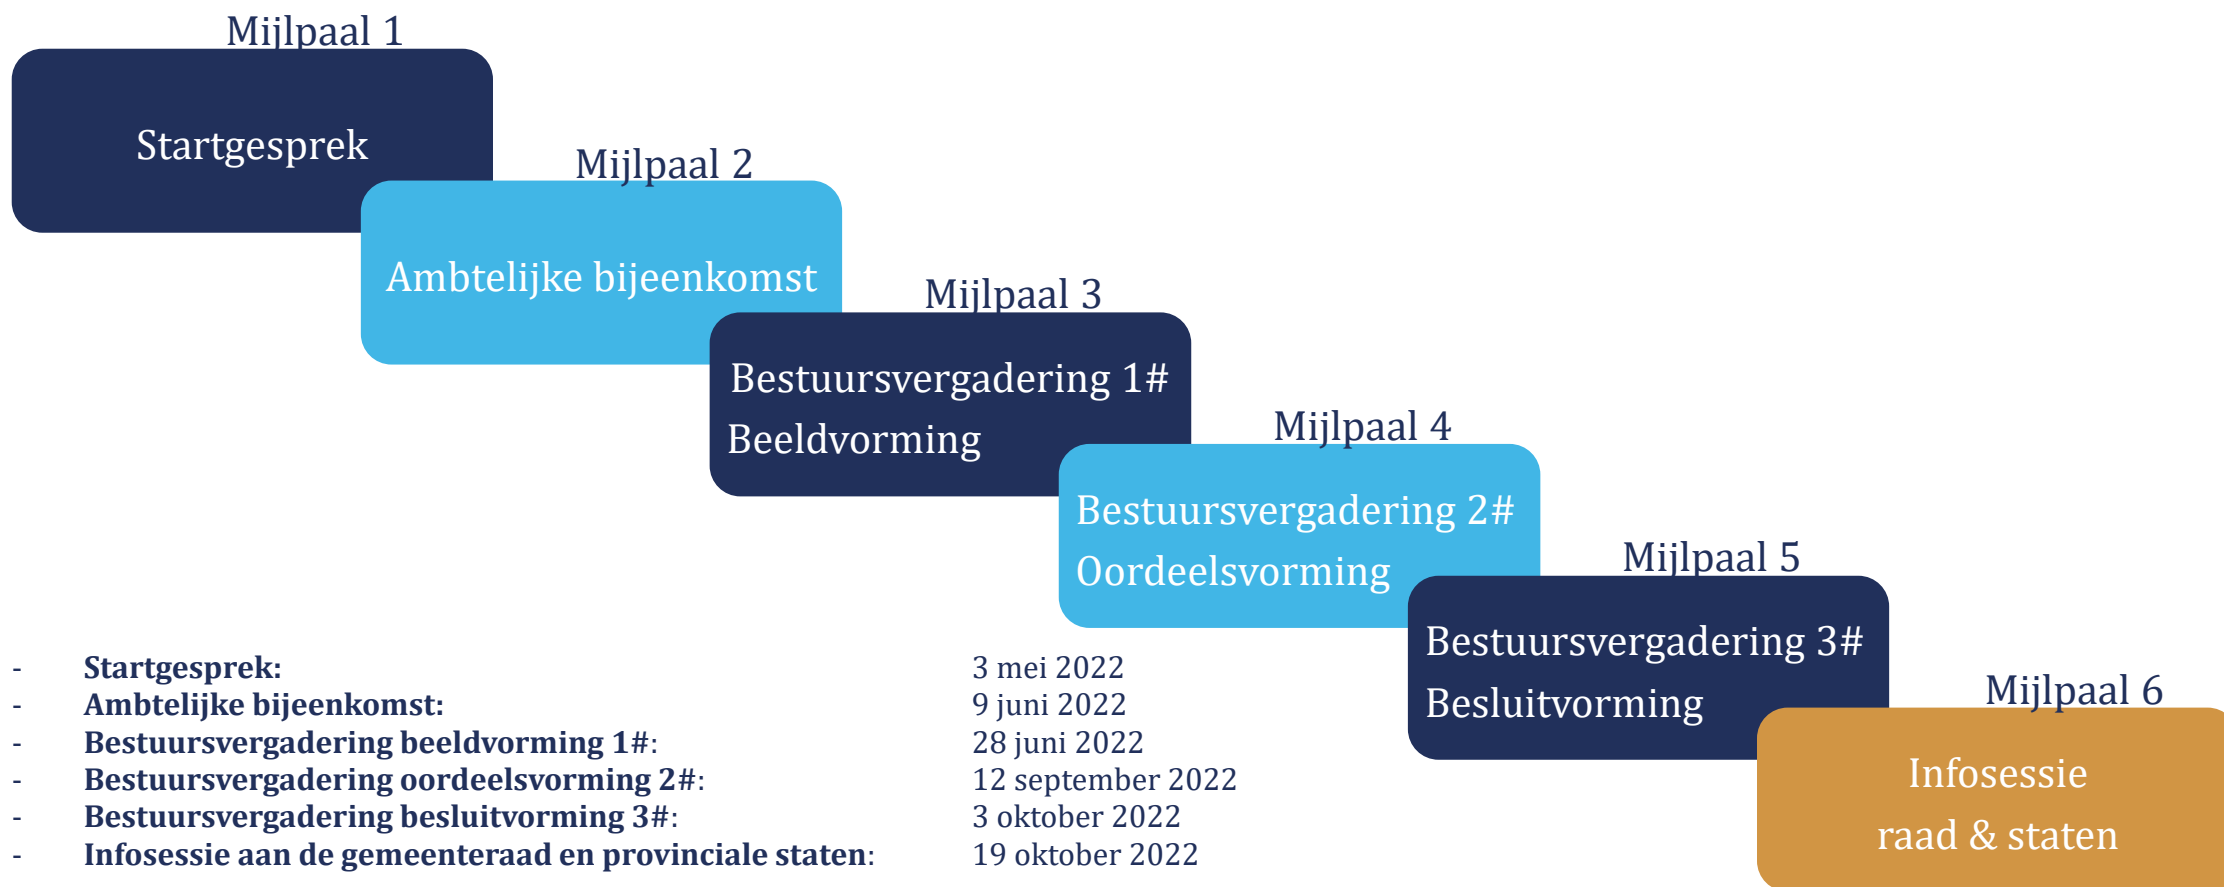 Mijlpaal 1
Startgesprek
Mijlpaal 2
Ambtelijke bijeenkomst
Mijlpaal 3
Bestuursvergadering 1#
Beeldvorming
Mijlpaal 4
Bestuursvergadering 2#
Oordeelsvorming
Mijlpaal 5
Bestuursvergadering 3#
Besluitvorming
Mijlpaal 6
Infosessie
raad & staten
- Startgesprek: 3 mei 2022
- Ambtelijke bijeenkomst: 9 juni 2022
- Bestuursvergadering beeldvorming 1#: 28 juni 2022
- Bestuursvergadering oordeelsvorming 2#: 12 september 2022
- Bestuursvergadering besluitvorming 3#: 3 oktober 2022
- Infosessie aan de gemeenteraad en provinciale staten: 19 oktober 2022